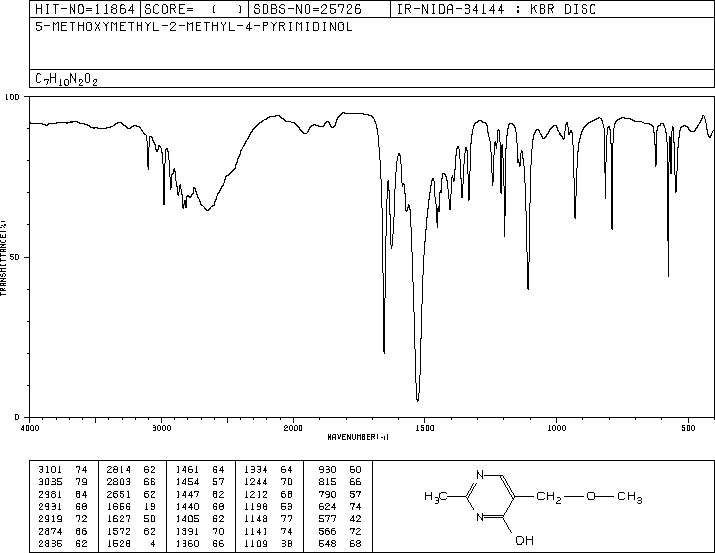 HIT-NO=11864 SCORE= ( ) SDBS-NO=25726 IR-NIDA-34144 : KBR DISC
5-METHOXYMETHYL-2-METHYL-4-PYRIMIDINOL
C7H10N2O2
100
50
0
TRANSMITTANCE(%)
4000 3000 2000 1500 1000 500
WAVENUMBER(-1)
3101 74 2814 62 1461 64 1334 64 930 60
3035 79 2803 66 1454 57 1244 70 815 66
2981 64 2651 62 1447 62 1212 68 790 57
2931 68 1656 19 1440 68 1198 53 624 74
2919 72 1627 50 1405 62 1148 77 577 42
2874 66 1572 62 1391 70 1141 74 566 72
2835 62 1528 4 1360 66 1109 38 548 68
N
H3C CH2 O CH3
N
OH